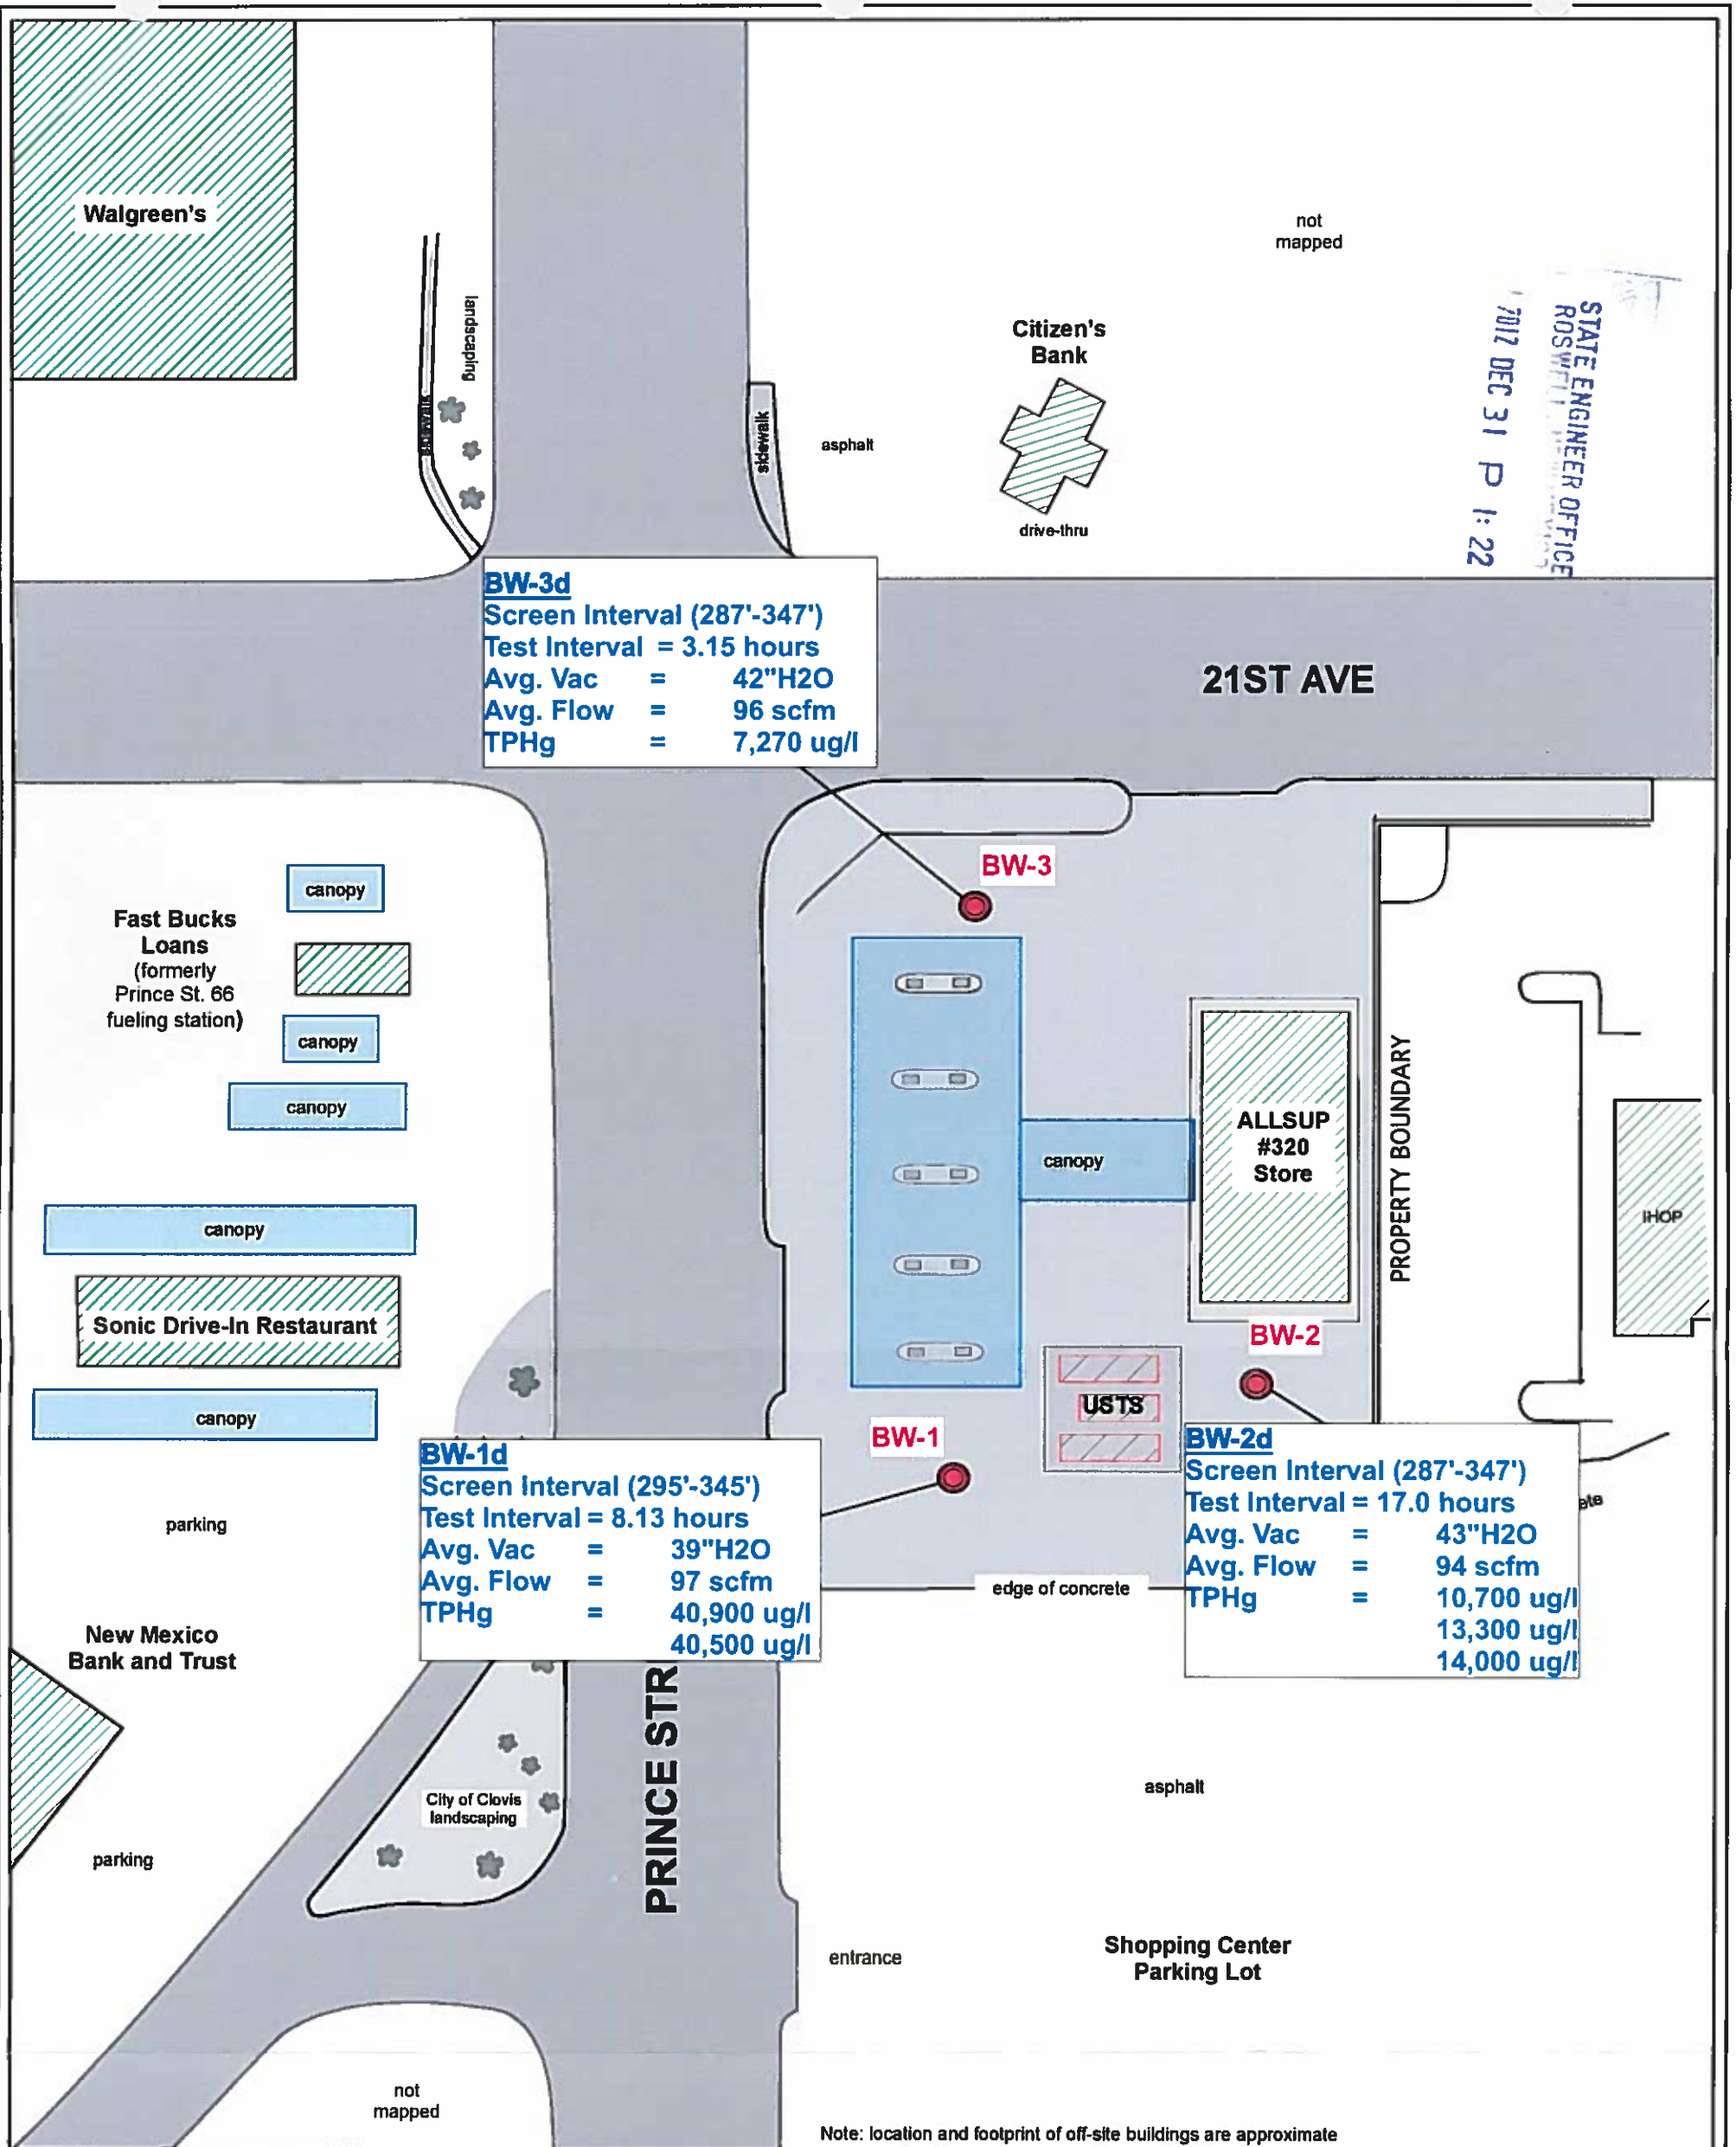 Walgreen's
landscaping
sidewalk
sidewalk
asphalt
not
mapped
Citizen's
Bank
drive-thru
STATE ENGINEER OFFICE
2017 DEC 31 P 1:22
BW-3d
Screen Interval (287'-347')
Test Interval = 3.15 hours
Avg. Vac = 42"H2O
Avg. Flow = 96 scfm
TPHg = 7,270 ug/l
21ST AVE
BW-3
canopy
Fast Bucks
Loans
(formerly
Prince St. 66
fueling station)
canopy
canopy
canopy
ALLSUP
#320
Store
PROPERTY BOUNDARY
IHOP
canopy
Sonic Drive-In Restaurant
canopy
BW-2
USTS
BW-1
BW-1d
Screen Interval (295'-345')
Test Interval = 8.13 hours
Avg. Vac = 39"H2O
Avg. Flow = 97 scfm
TPHg = 40,900 ug/l
40,500 ug/l
BW-2d
Screen Interval (287'-347')
Test Interval = 17.0 hours
Avg. Vac = 43"H2O
Avg. Flow = 94 scfm
TPHg = 10,700 ug/l
13,300 ug/l
14,000 ug/l
parking
edge of concrete
New Mexico
Bank and Trust
PRINCE STR
City of Clovis
landscaping
asphalt
parking
entrance
Shopping Center
Parking Lot
not
mapped
Note: location and footprint of off-site buildings are approximate